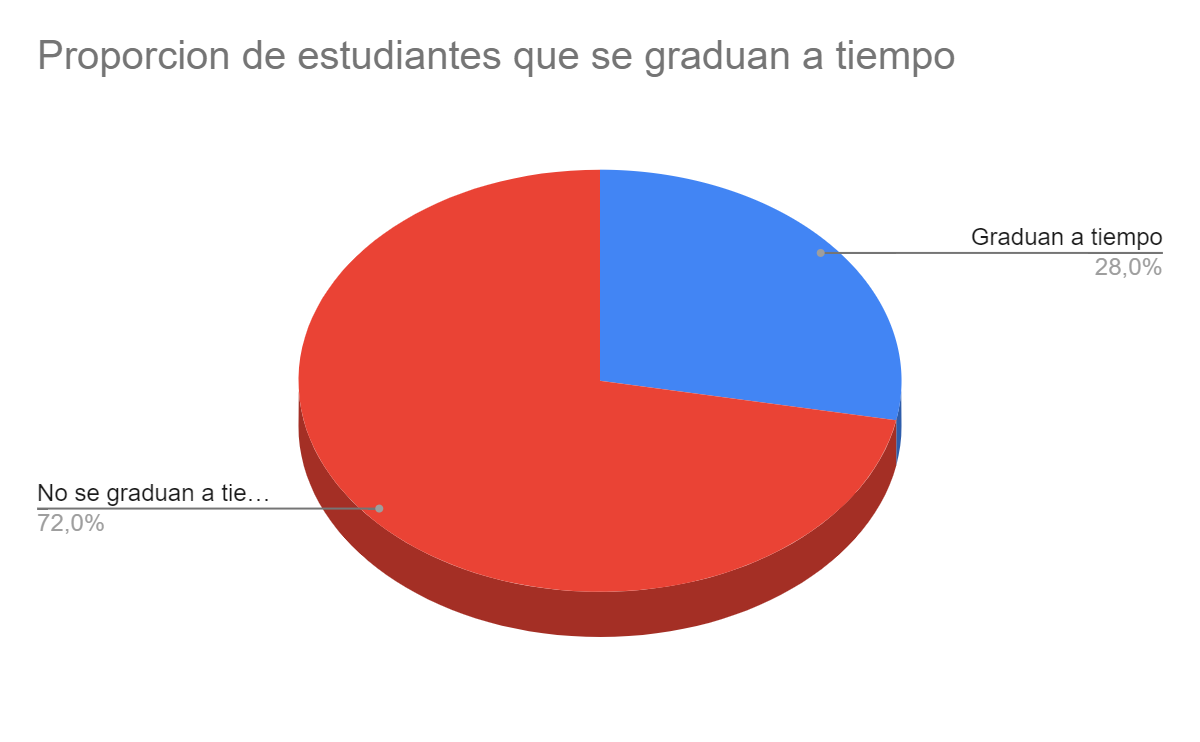 Proporcion de estudiantes que se graduan a tiempo
Graduan a tiempo
28,0%
No se graduan a tie…
72,0%